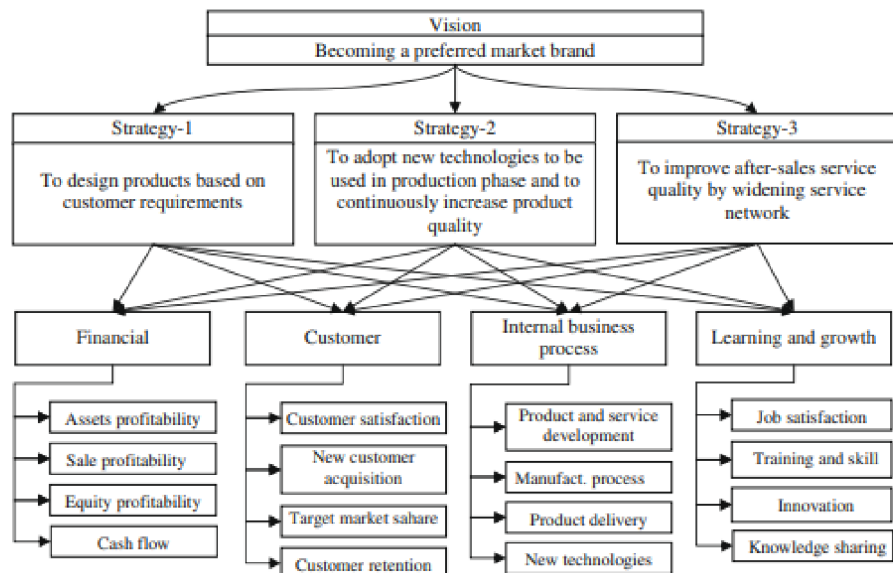 Vision
Becoming a preferred market brand
Strategy-1
To design products based on
customer requirements
Strategy-2
To adopt new technologies to be
used in production phase and to
continuously increase product
quality
Strategy-3
To improve after-sales service
quality by widening service
network
Financial
Customer
Internal business
process
Learning and growth
Assets profitability
Sale profitability
Equity profitability
Cash flow
Customer satisfaction
New customer
acquisition
Target market sahare
Customer retention
Product and service
development
Manufact. process
Product delivery
New technologies
Job satisfaction
Training and skill
Innovation
Knowledge sharing